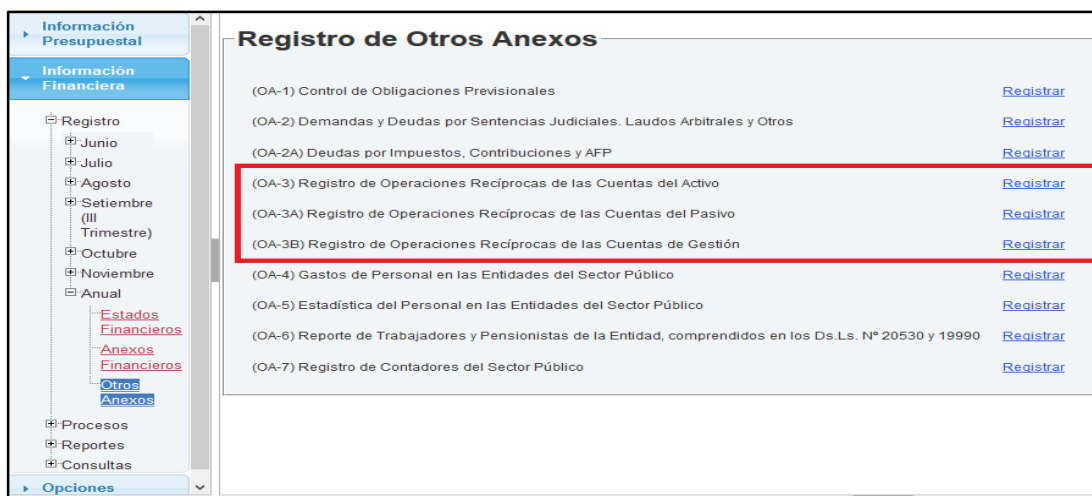 Información
Presupuestal
Información
Financiera
Registro
Junio
Julio
Agosto
Setiembre
(III
Trimestre)
Octubre
Noviembre
Anual
Estados
Financieros
Anexos
Financieros
Otros
Anexos
Procesos
Reportes
Consultas
Opciones
Registro de Otros Anexos
(OA-1) Control de Obligaciones Previsionales Registrar
(OA-2) Demandas y Deudas por Sentencias Judiciales. Laudos Arbitrales y Otros Registrar
(OA-2A) Deudas por Impuestos, Contribuciones y AFP Registrar
(OA-3) Registro de Operaciones Recíprocas de las Cuentas del Activo Registrar
(OA-3A) Registro de Operaciones Recíprocas de las Cuentas del Pasivo Registrar
(OA-3B) Registro de Operaciones Recíprocas de las Cuentas de Gestión Registrar
(OA-4) Gastos de Personal en las Entidades del Sector Público Registrar
(OA-5) Estadística del Personal en las Entidades del Sector Público Registrar
(OA-6) Reporte de Trabajadores y Pensionistas de la Entidad, comprendidos en los Ds.Ls. N° 20530 y 19990 Registrar
(OA-7) Registro de Contadores del Sector Público Registrar